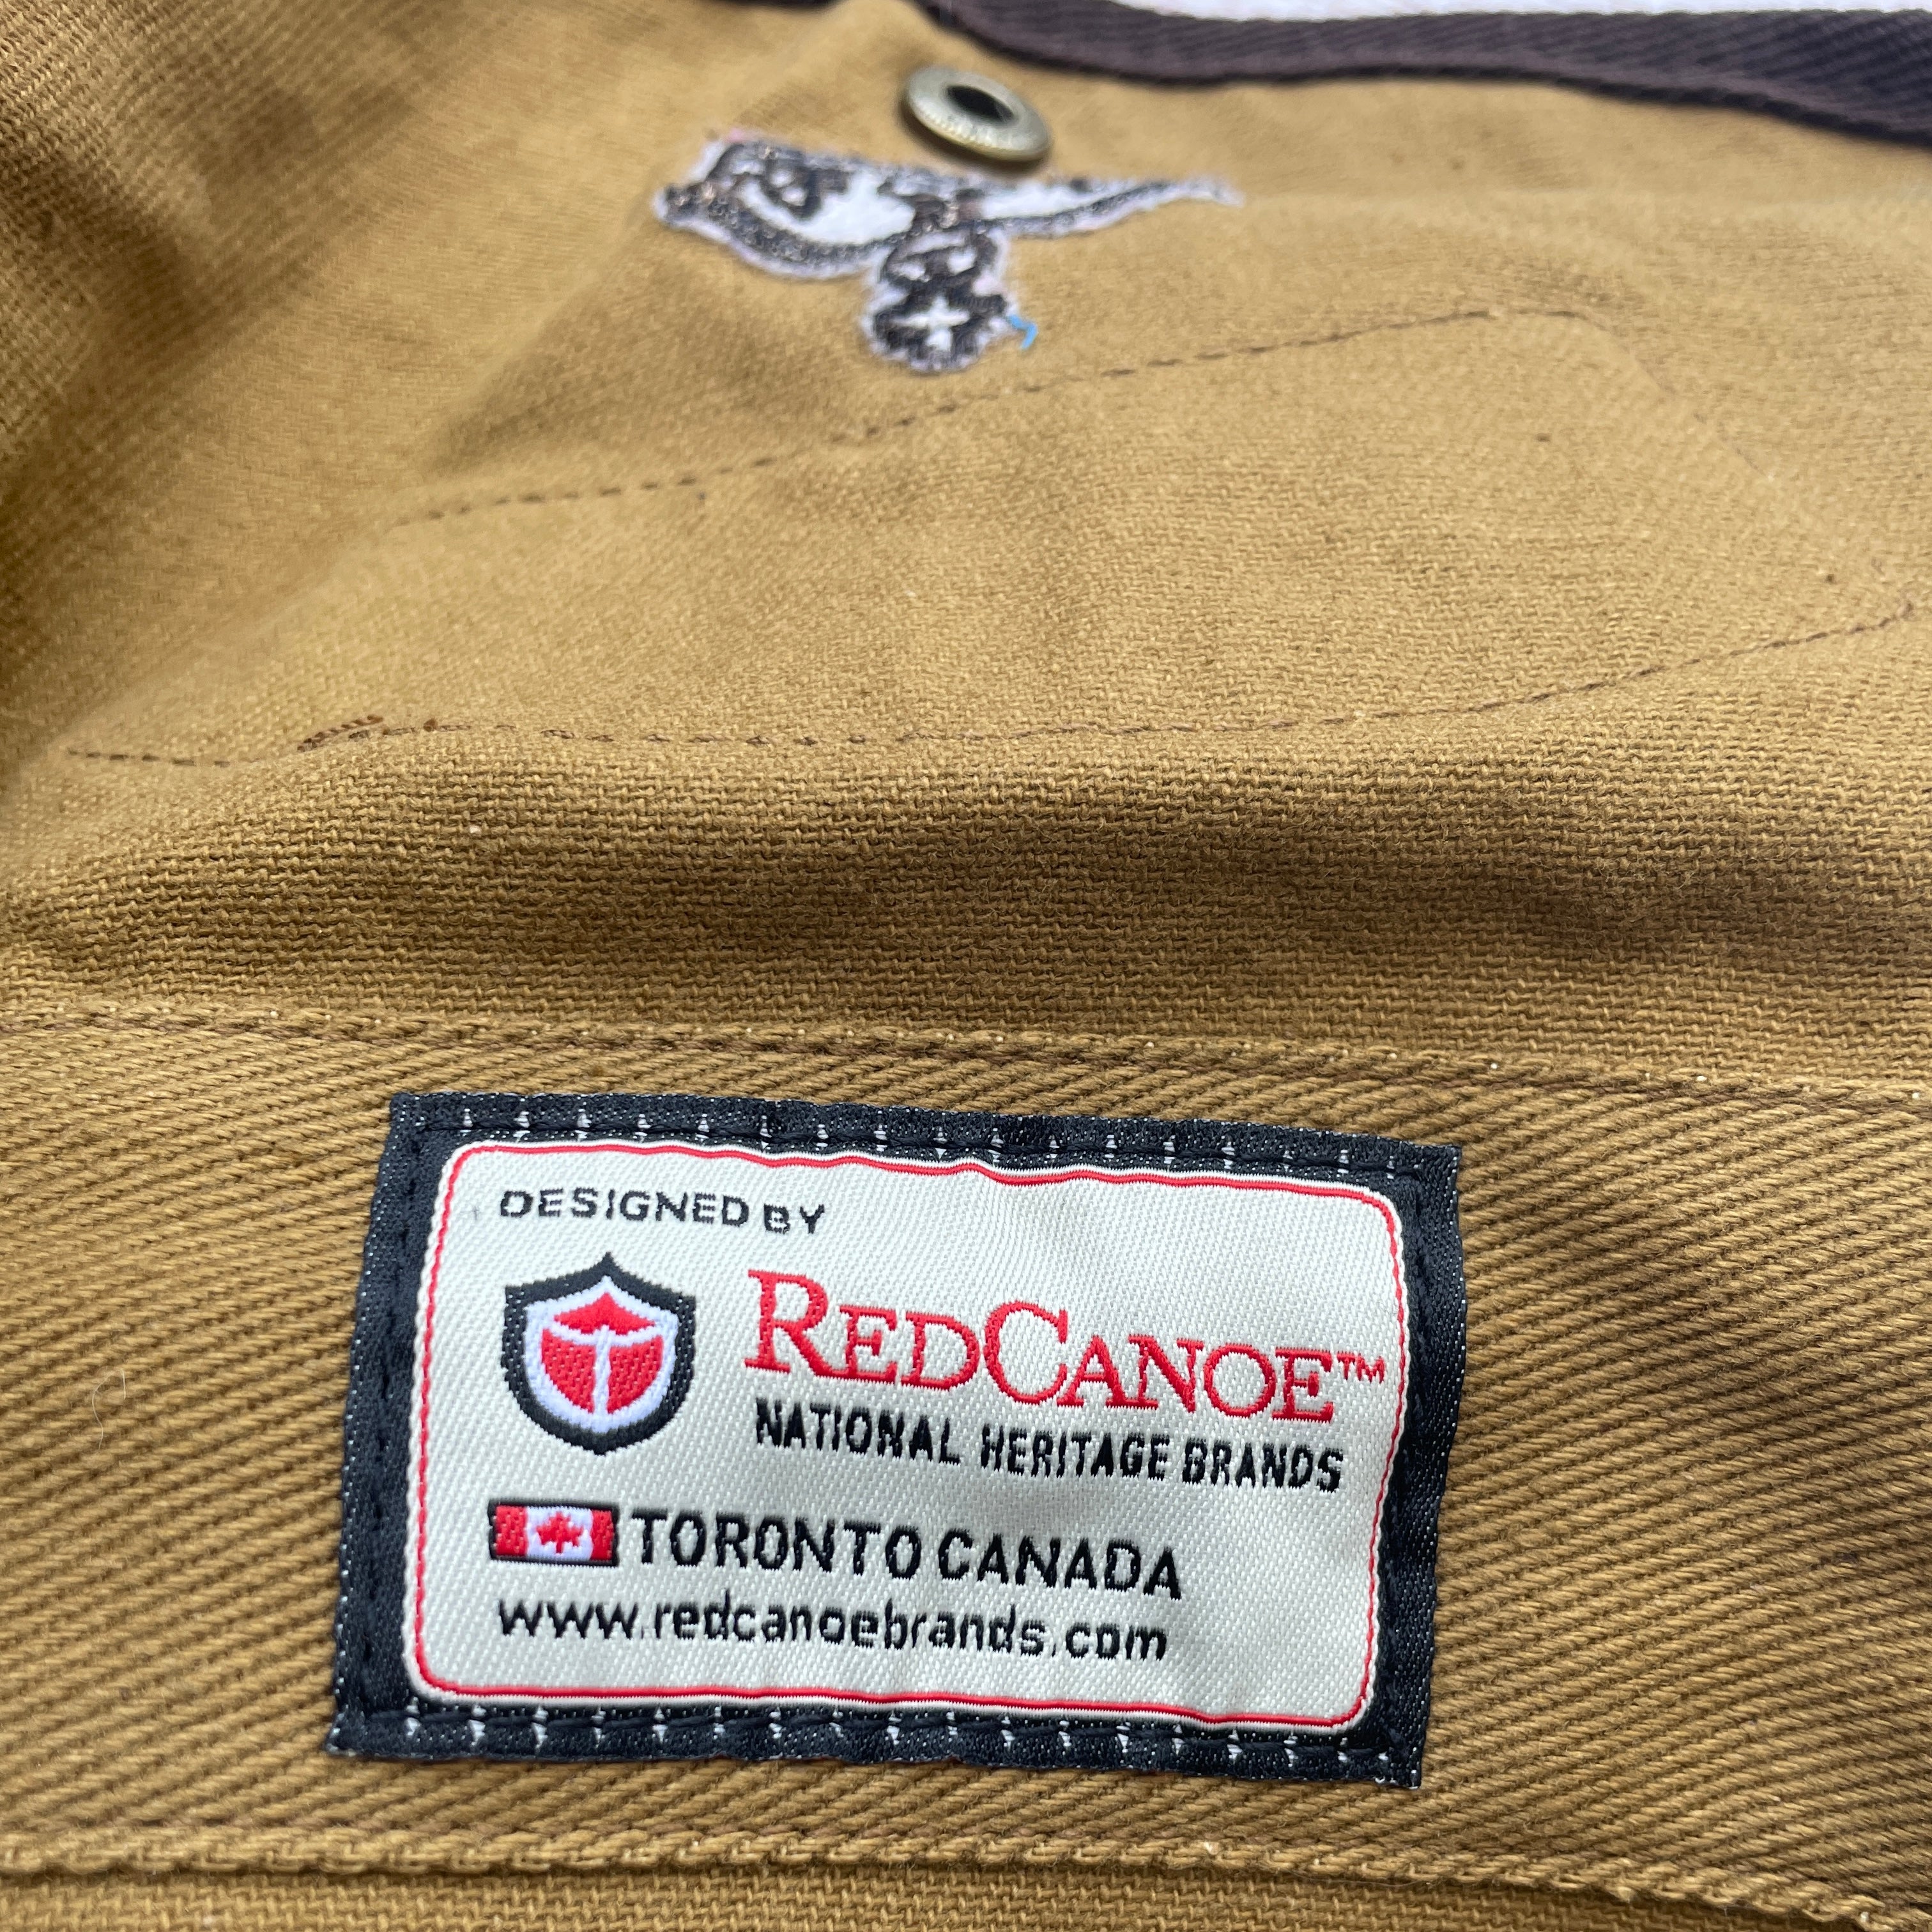 DESIGNED BY
REDCANOE™
NATIONAL HERITAGE BRANDS
TORONTO CANADA
www.redcanoebrands.com